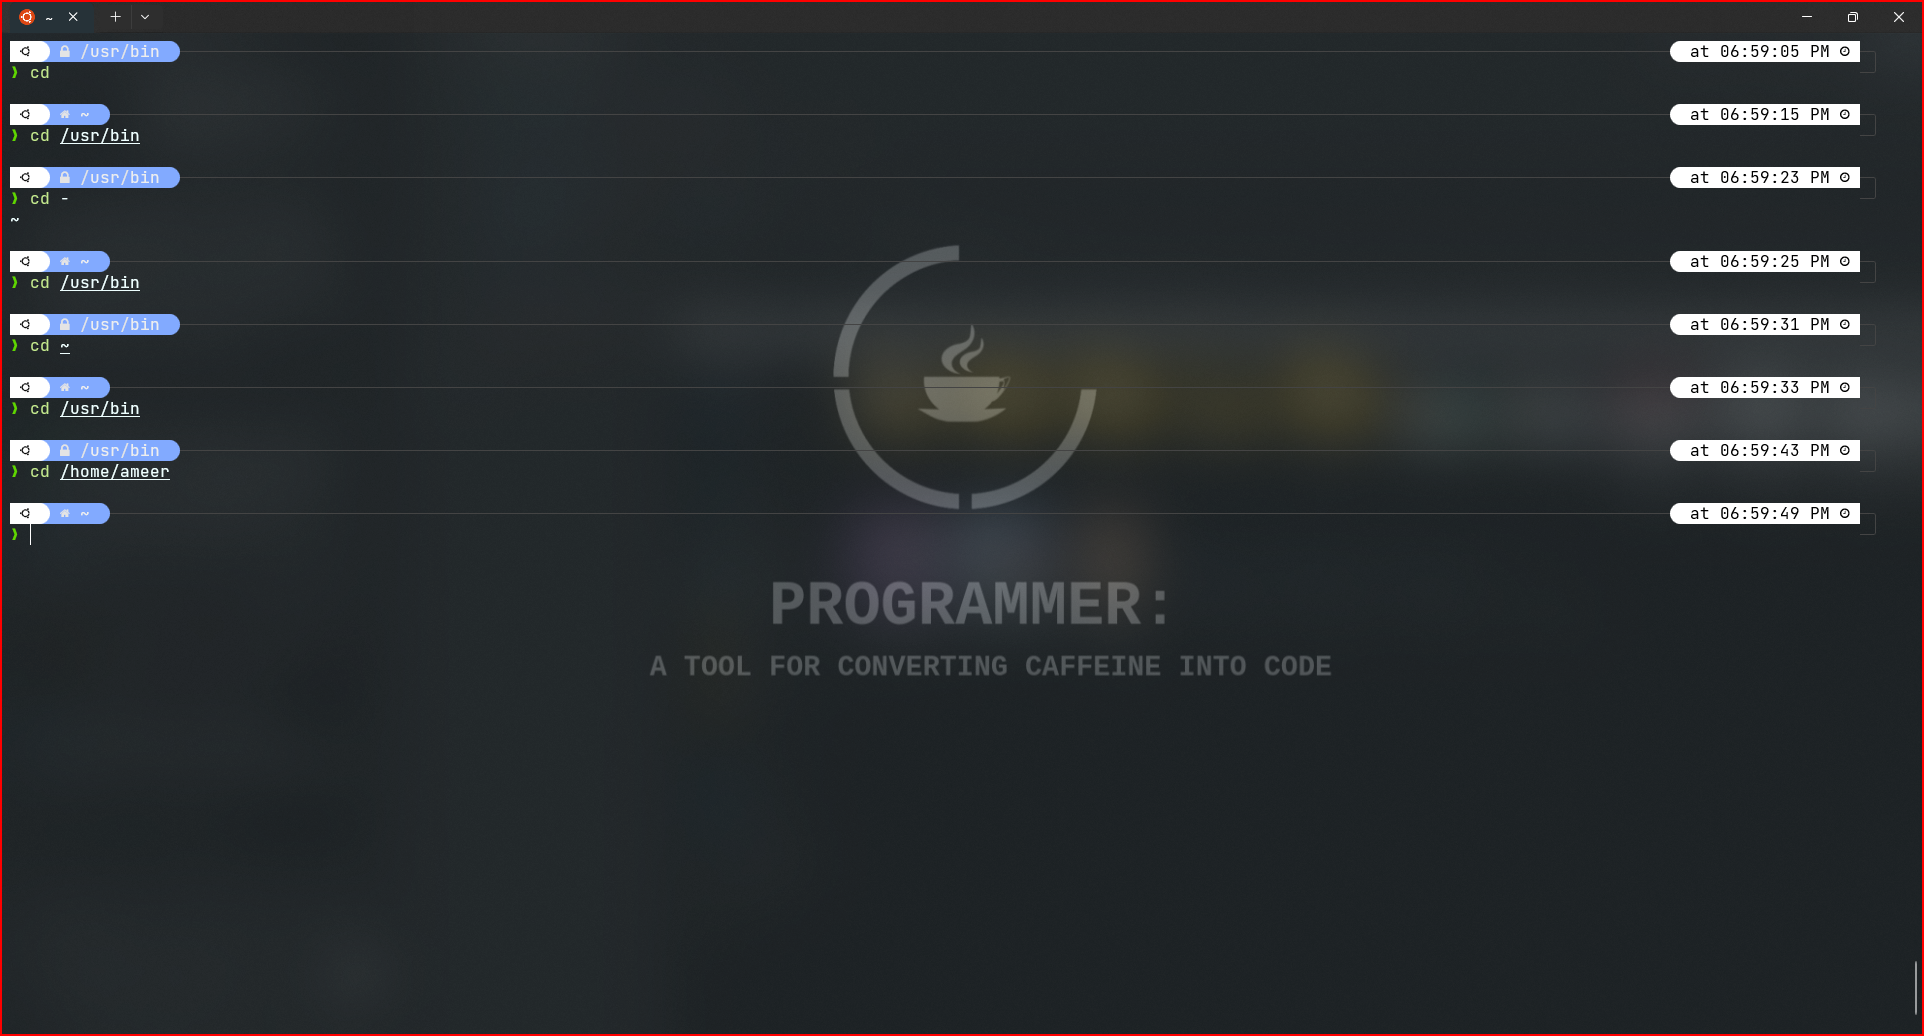 ~
/usr/bin at 06:59:05 PM
❯ cd
~ at 06:59:15 PM
❯ cd /usr/bin
/usr/bin at 06:59:23 PM
❯ cd -
~
~ at 06:59:25 PM
❯ cd /usr/bin
/usr/bin at 06:59:31 PM
❯ cd ~
~ at 06:59:33 PM
❯ cd /usr/bin
/usr/bin at 06:59:43 PM
❯ cd /home/ameer
~ at 06:59:49 PM
❯
PROGRAMMER:
A TOOL FOR CONVERTING CAFFEINE INTO CODE